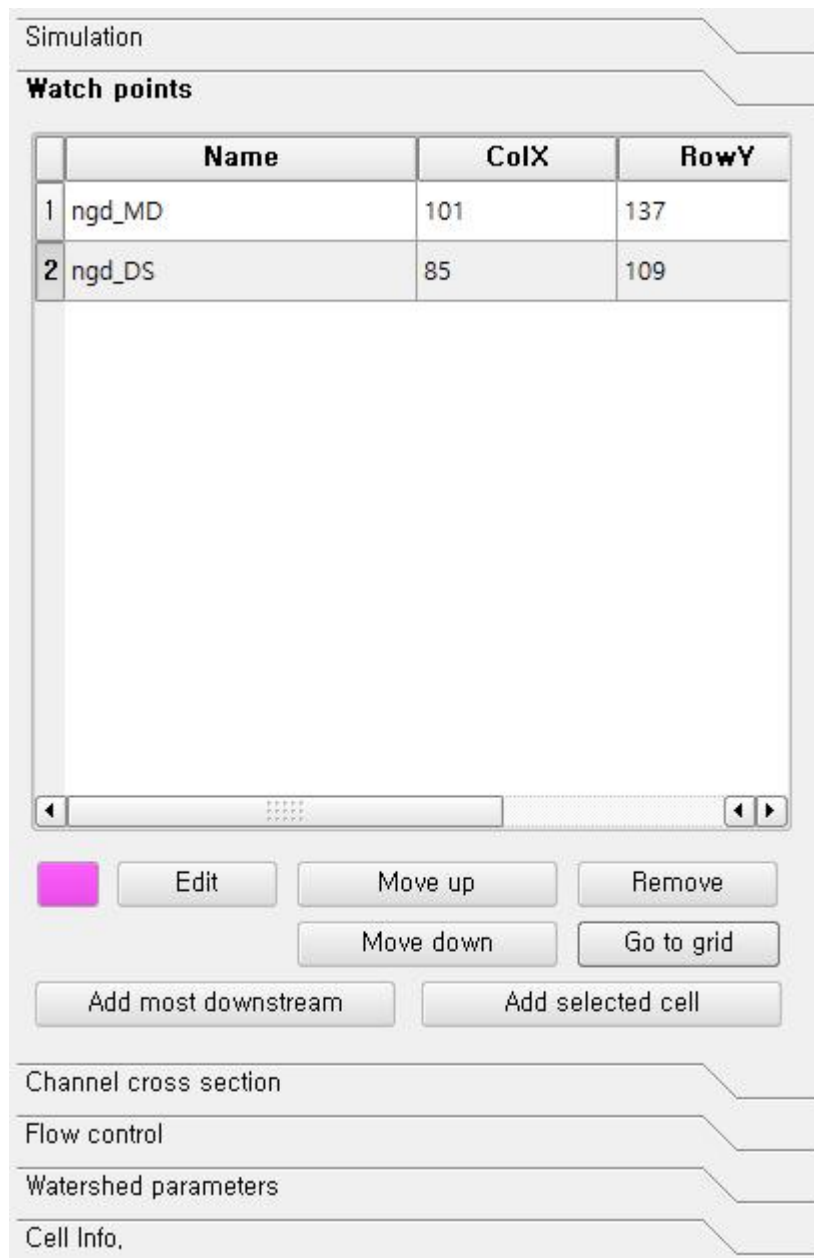 Simulation
Watch points
Name ColX RowY
1 ngd_MD 101 137
2 ngd_DS 85 109
Edit Move up Remove
Move down Go to grid
Add most downstream Add selected cell
Channel cross section
Flow control
Watershed parameters
Cell Info,